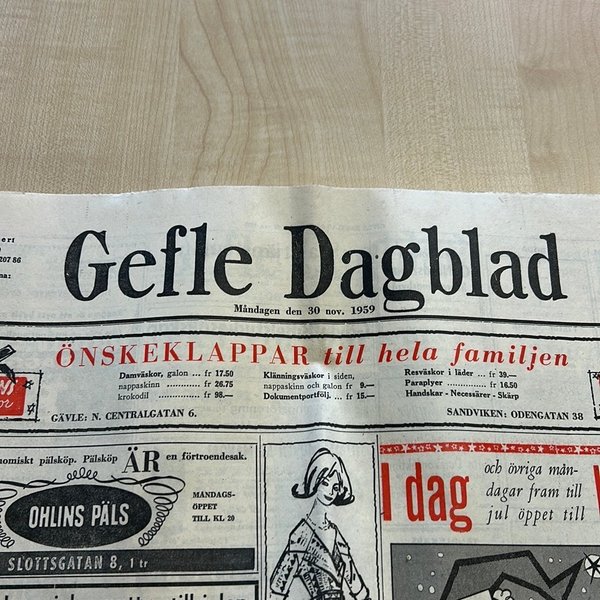 Gefle Dagblad
207 86
Måndagen den 30 nov. 1959
ÖNSKEKLAPPAR till hela familjen
Damväskor, galon ... fr 17.50
nappaskinn ............ fr 26.75
krokodil .................. fr 98.—
Klänningsväskor i siden,
nappaskinn och galon fr 9.—
Dokumentportfölj, ... fr 15.—
Resväskor i läder ... fr 39.—
Paraplyer ............... fr 16.50
Handskar - Necessärer - Skärp
GÄVLE: N. CENTRALGATAN 6.
SANDVIKEN: ODENGATAN 38
pälsköp. Pälsköp ÄR en förtroendesak.
OHLINS PÄLS
MÅNDAGS-
ÖPPET
TILL KL 20
SLOTTSGATAN 8, 1 tr
I dag
och övriga mån-
dagar fram till
jul öppet till